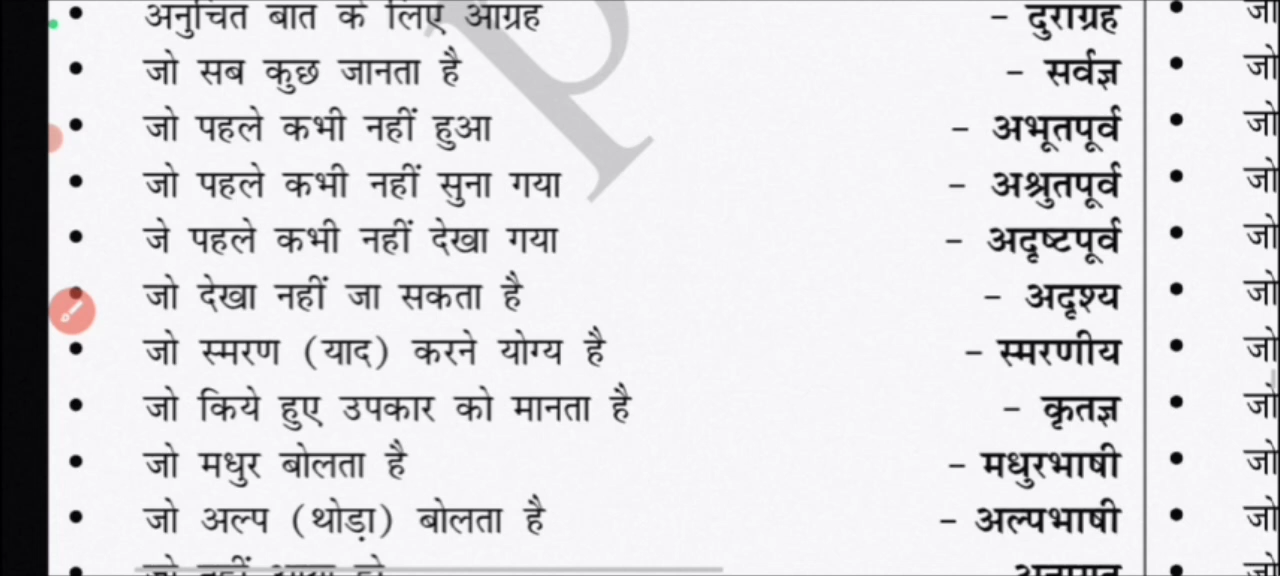 • अनुचित बात के लिए आग्रह – दुराग्रह
• जो सब कुछ जानता है – सर्वज्ञ
• जो पहले कभी नहीं हुआ – अभूतपूर्व
• जो पहले कभी नहीं सुना गया – अश्रुतपूर्व
• जे पहले कभी नहीं देखा गया – अदृष्टपूर्व
• जो देखा नहीं जा सकता है – अदृश्य
• जो स्मरण (याद) करने योग्य है – स्मरणीय
• जो किये हुए उपकार को मानता है – कृतज्ञ
• जो मधुर बोलता है – मधुरभाषी
• जो अल्प (थोड़ा) बोलता है – अल्पभाषी